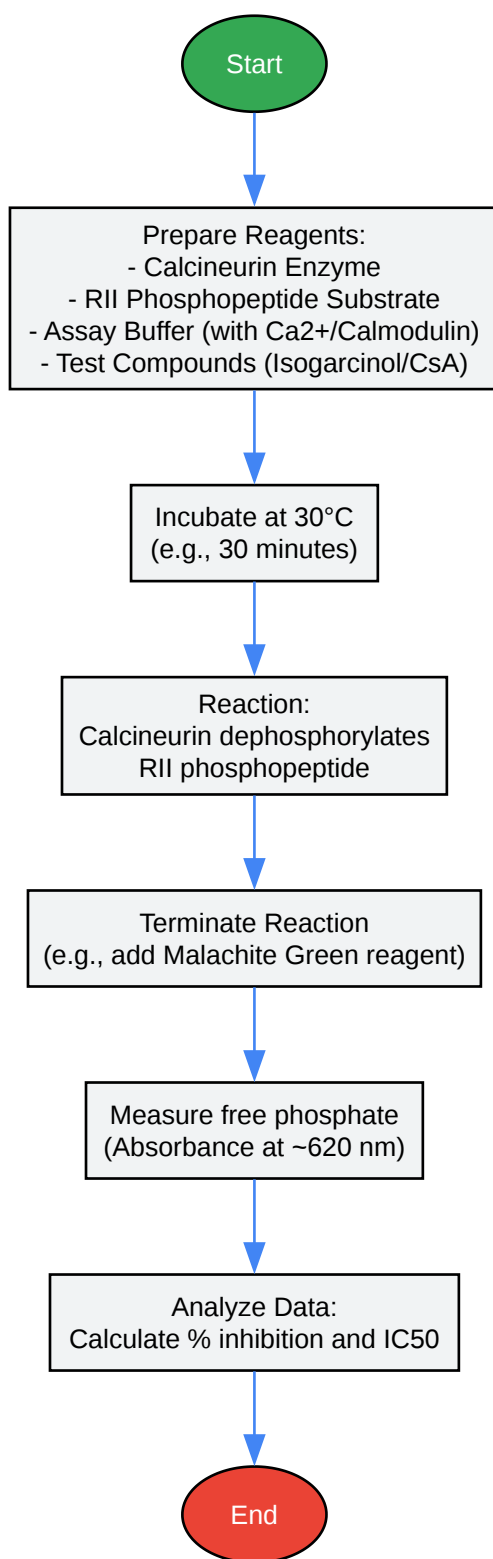 Start
Prepare Reagents:
- Calcineurin Enzyme
- RII Phosphopeptide Substrate
- Assay Buffer (with Ca2+/Calmodulin)
- Test Compounds (Isogarcinol/CsA)
Incubate at 30°C
(e.g., 30 minutes)
Reaction:
Calcineurin dephosphorylates
RII phosphopeptide
Terminate Reaction
(e.g., add Malachite Green reagent)
Measure free phosphate
(Absorbance at ~620 nm)
Analyze Data:
Calculate % inhibition and IC50
End